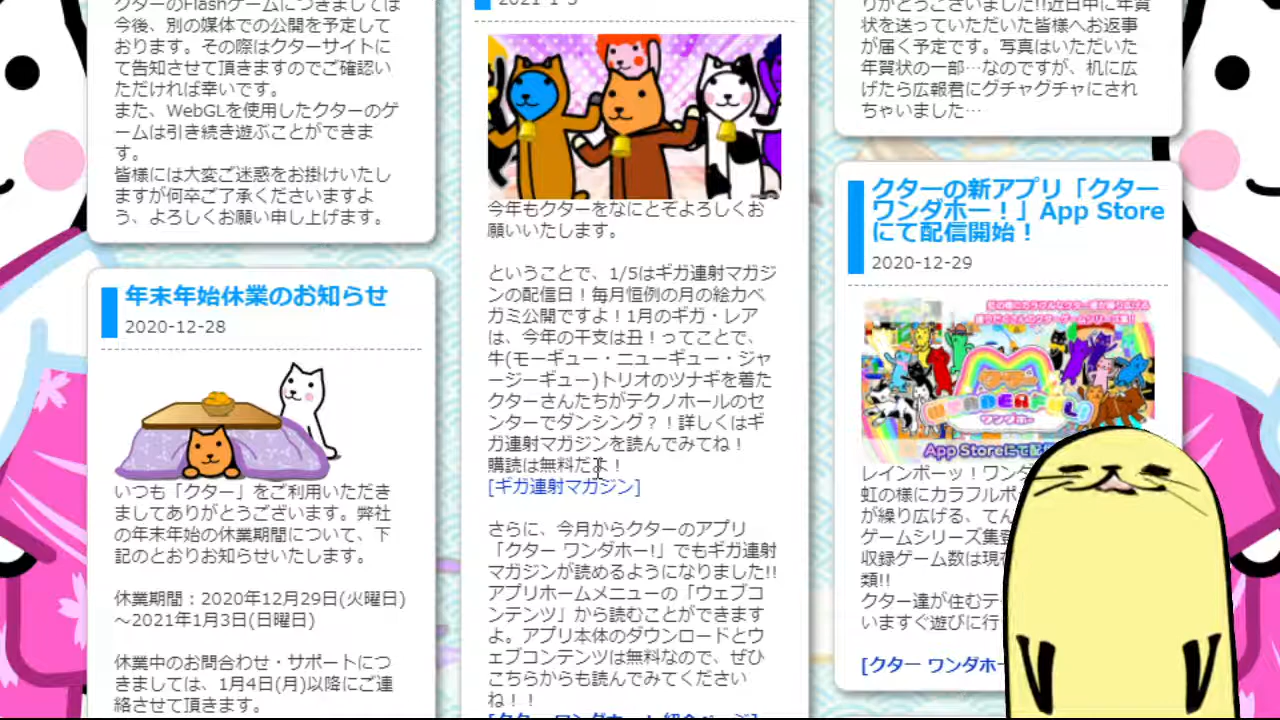 クターのFlashゲームにつきましては
今後、別の媒体での公開を予定して
おります。その際はクターサイトに
て告知させて頂きますのでご確認い
ただければ幸いです。
また、WebGLを使用したクターのゲ
ームは引き続き遊ぶことができま
す。
皆様には大変ご迷惑をお掛けいたし
ますが何卒ご了承くださいますよ
う、よろしくお願い申し上げます。
年末年始休業のお知らせ
2020-12-28
いつも「クター」をご利用いただき
ましてありがとうございます。弊社
の年末年始の休業期間について、下
記のとおりお知らせいたします。
休業期間：2020年12月29日(火曜日)
～2021年1月3日(日曜日)
休業中のお問合わせ・サポートにつ
きましては、1月4日(月)以降にご連
絡させて頂きます。
2021-1-5
今年もクターをなにとぞよろしくお
願いいたします。
ということで、1/5はギガ連射マガジ
ンの配信日！毎月恒例の月の絵カベ
ガミ公開ですよ！1月のギガ・レア
は、今年の干支は丑！ってことで、
牛(モーギュー・ニューギュー・ジャ
ージーギュー)トリオのツナギを着た
クターさんたちがテクノホールのセ
ンターでダンシング？！詳しくはギ
ガ連射マガジンを読んでみてね！
購読は無料だよ！
[ギガ連射マガジン]
さらに、今月からクターのアプリ
「クター ワンダホー!」でもギガ連射
マガジンが読めるようになりました!!
アプリホームメニューの「ウェブコ
ンテンツ」から読むことができます
よ。アプリ本体のダウンロードとウ
ェブコンテンツは無料なので、ぜひ
こちらからも読んでみてください
ね！！
[クター ワンダホー！紹介ページ]
りがとうございました!!近日中に年賀
状を送っていただいた皆様へお返事
が届く予定です。写真はいただいた
年賀状の一部…なのですが、机に広
げたら広報君にグチャグチャにされ
ちゃいました…
クターの新アプリ「クター
ワンダホー！」App Store
にて配信開始！
2020-12-29
クター
WONDERFUL
ワンダホー
App Storeにて配
レインボーッ！ワンダ
虹の様にカラフルポ
が繰り広げる、てん
ゲームシリーズ集
収録ゲーム数は現在
類!!
クター達が住むテ
いますぐ遊びに行
[クター ワンダホー